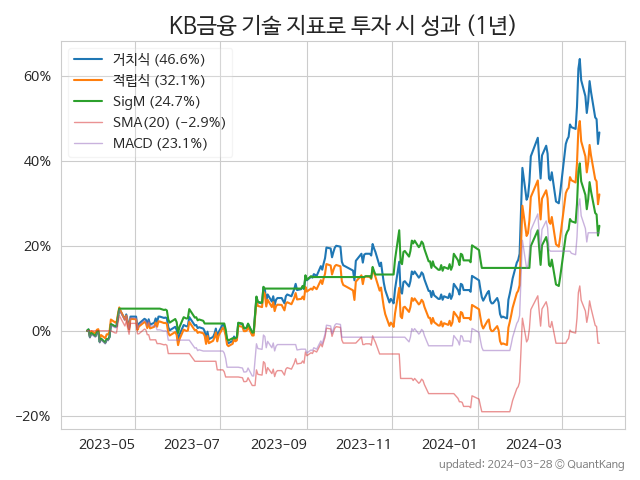 KB금융 기술 지표로 투자 시 성과 (1년)
거치식 (46.6%)
적립식 (32.1%)
SigM (24.7%)
SMA(20) (−2.9%)
MACD (23.1%)
60%
40%
20%
0%
−20%
2023-05 2023-07 2023-09 2023-11 2024-01 2024-03
updated: 2024-03-28 © QuantKang